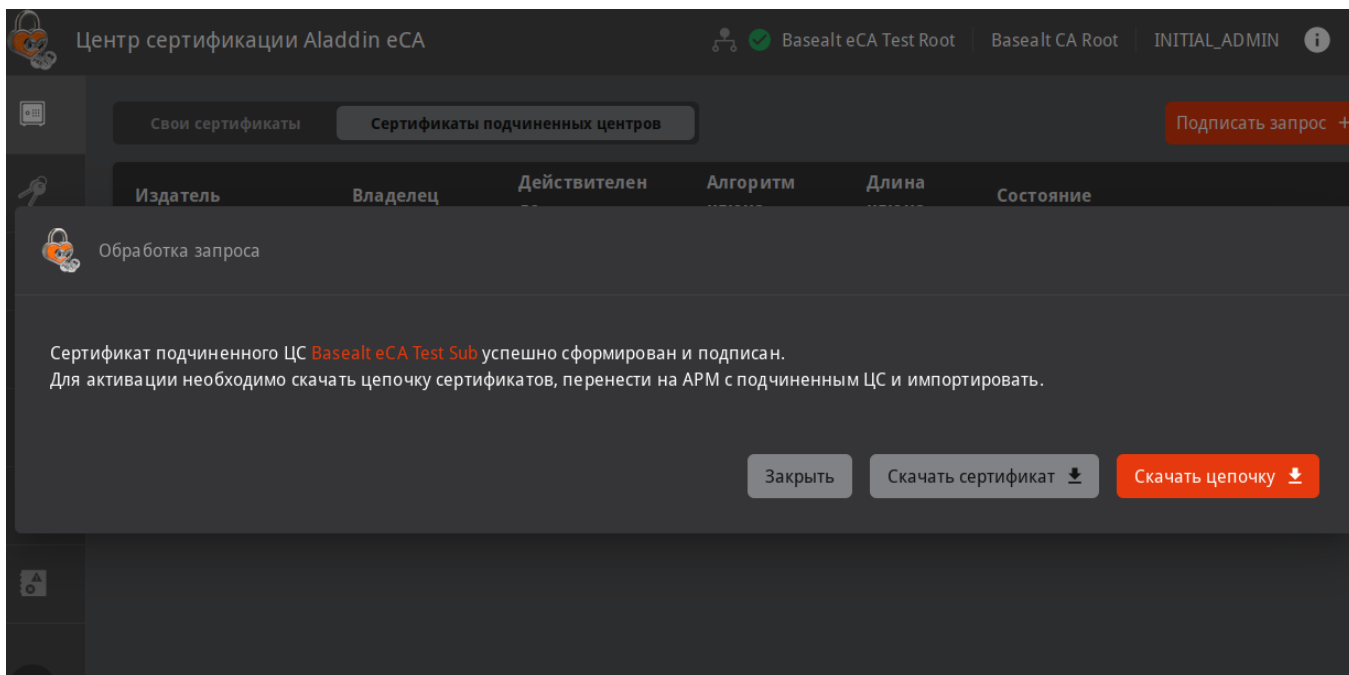 Центр сертификации Aladdin eCA
Basealt eCA Test Root
Basealt CA Root
INITIAL_ADMIN
Свои сертификаты
Сертификаты подчиненных центров
Подписать запрос +
Издатель
Владелец
Действителен
Алгоритм
Длина
Состояние
Обработка запроса
Сертификат подчиненного ЦС Basealt eCA Test Sub успешно сформирован и подписан.
Для активации необходимо скачать цепочку сертификатов, перенести на АРМ с подчиненным ЦС и импортировать.
Закрыть
Скачать сертификат
Скачать цепочку